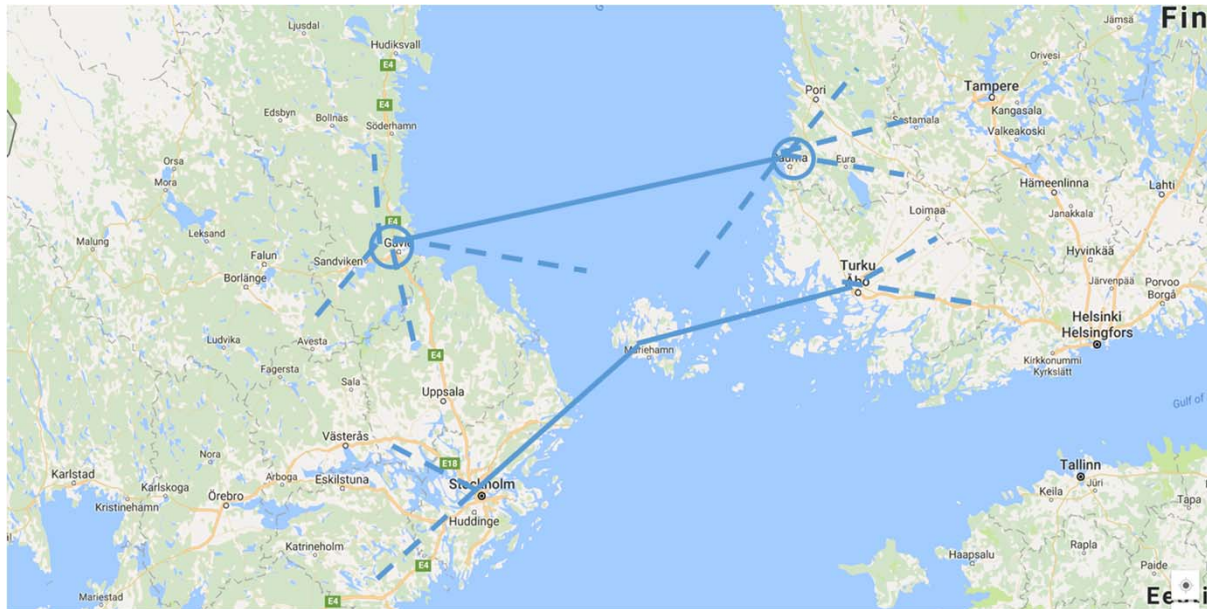 Ljusdal
Hudiksvall
E4
E4
Edsbyn
Bollnäs
Söderhamn
Orsa
Mora
Leksand
Malung
Falun
Borlänge
Sandviken
E4
Gävle
Ludvika
Avesta
Fagersta
Sala
E4
Uppsala
Nora
Västerås
E18
Stockholm
Karlstad
Karlskoga
Kristinehamn
Örebro
Arboga
Eskilstuna
Huddinge
Katrineholm
E4
E4
Mariestad
Mariehamn
Fin
Jämsä
Orivesi
Pori
Tampere
Kangasala
Sastamala
Valkeakoski
Rauma
Eura
Hämeenlinna
Lahti
Janakkala
Loimaa
Hyvinkää
Turku
Åbo
Järvenpää
Porvoo
Borgå
Helsinki
Helsingfors
Kirkkonummi
Kyrkslätt
Gulf of
Tallinn
Keila
Jüri
Tapa
Haapsalu
Rapla
Paide